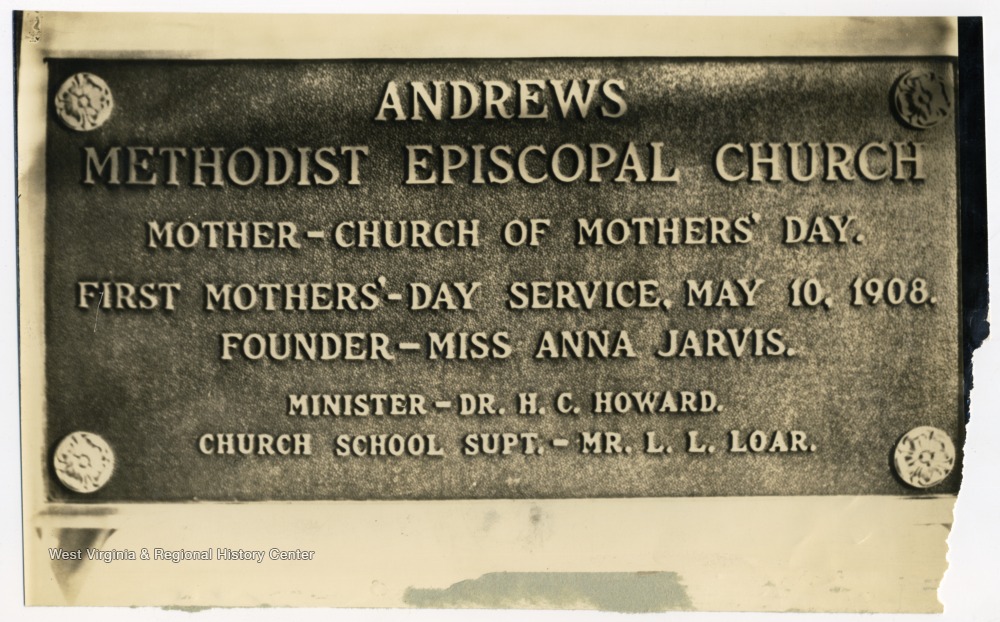 ANDREWS
METHODIST EPISCOPAL CHURCH
MOTHER-CHURCH OF MOTHERS' DAY.
FIRST MOTHERS'-DAY SERVICE, MAY 10, 1908.
FOUNDER-MISS ANNA JARVIS.
MINISTER-DR. H. C. HOWARD.
CHURCH SCHOOL SUPT.-MR. L. L. LOAR.
West Virginia & Regional History Center